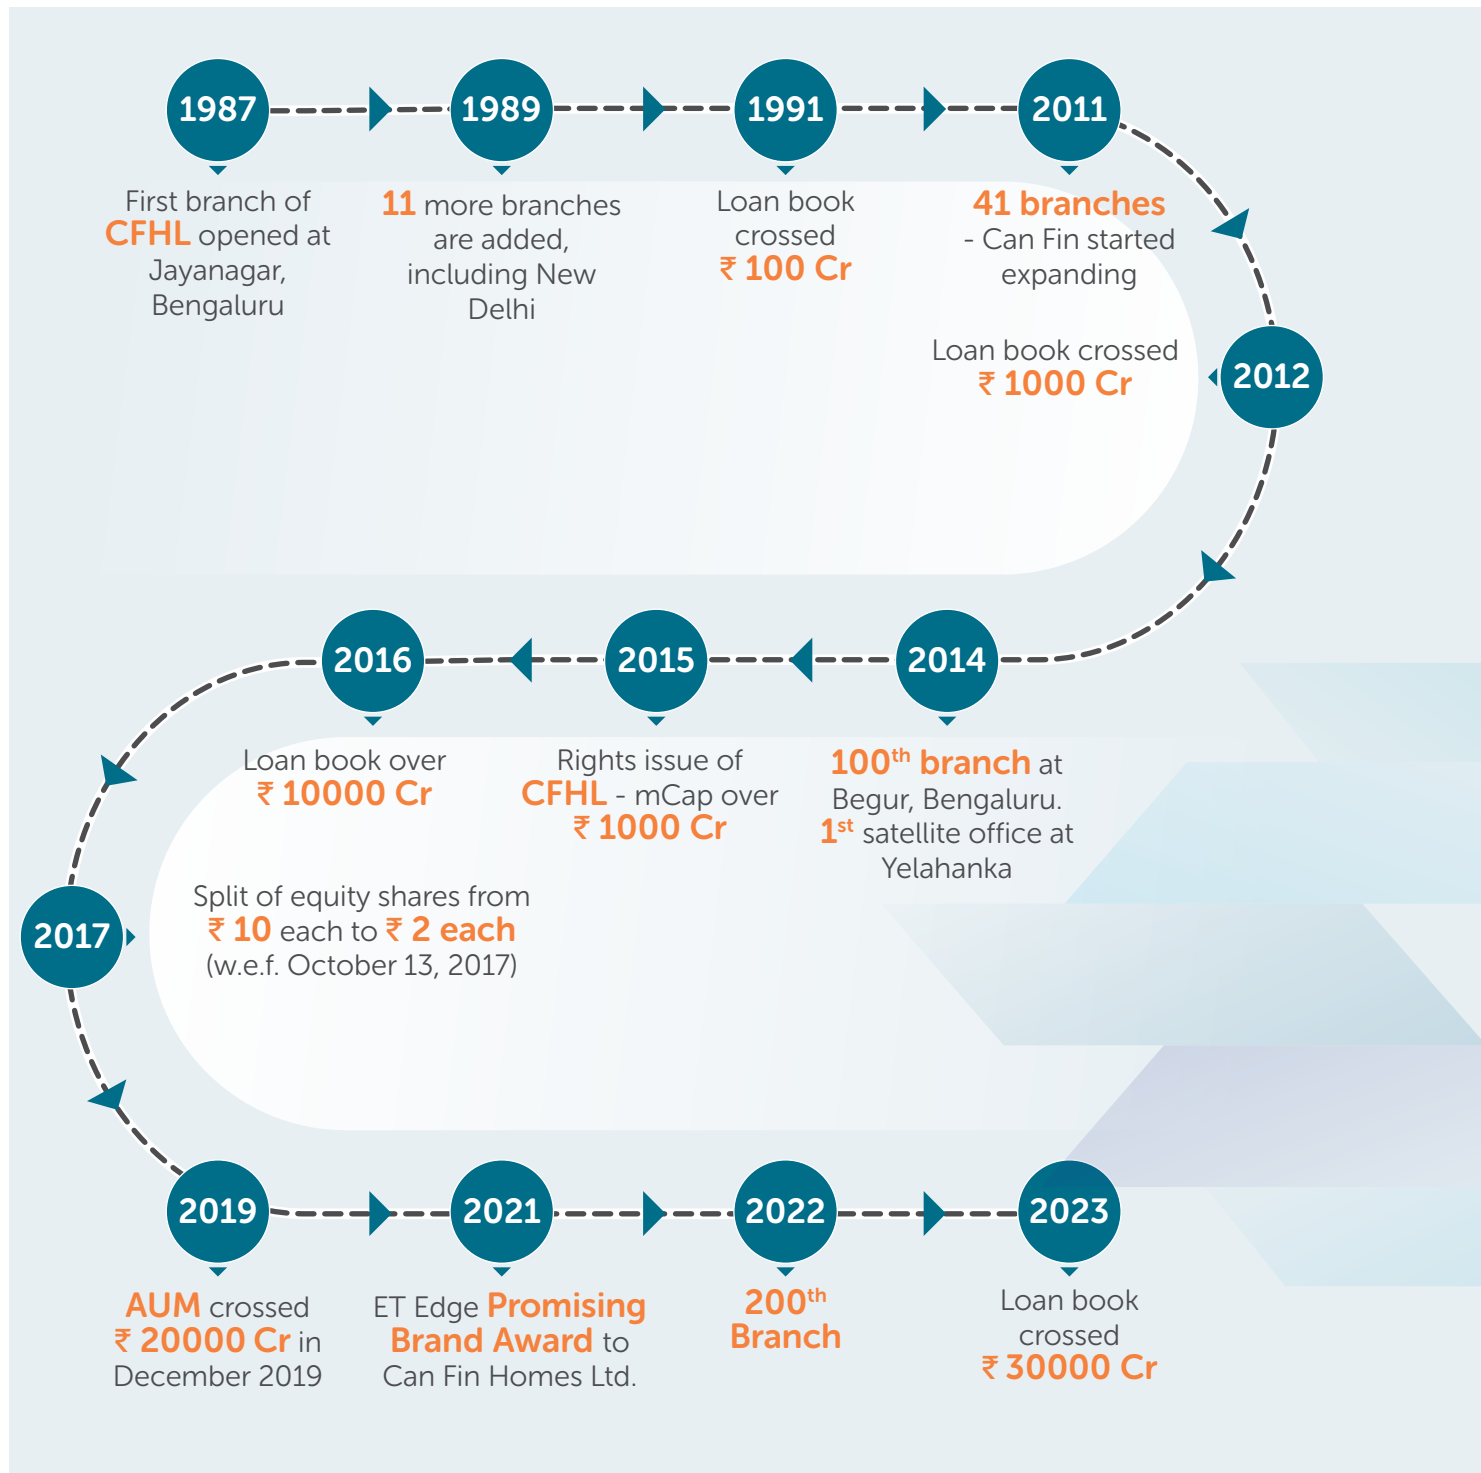 1987
First branch of
CFHL opened at
Jayanagar,
Bengaluru
1989
11 more branches
are added,
including New
Delhi
1991
Loan book
crossed
₹ 100 Cr
2011
41 branches
- Can Fin started
expanding
2012
Loan book crossed
₹ 1000 Cr
2014
100th branch at
Begur, Bengaluru.
1st satellite office at
Yelahanka
2015
Rights issue of
CFHL - mCap over
₹ 1000 Cr
2016
Loan book over
₹ 10000 Cr
2017
Split of equity shares from
₹ 10 each to ₹ 2 each
(w.e.f. October 13, 2017)
2019
AUM crossed
₹ 20000 Cr in
December 2019
2021
ET Edge Promising
Brand Award to
Can Fin Homes Ltd.
2022
200th
Branch
2023
Loan book
crossed
₹ 30000 Cr